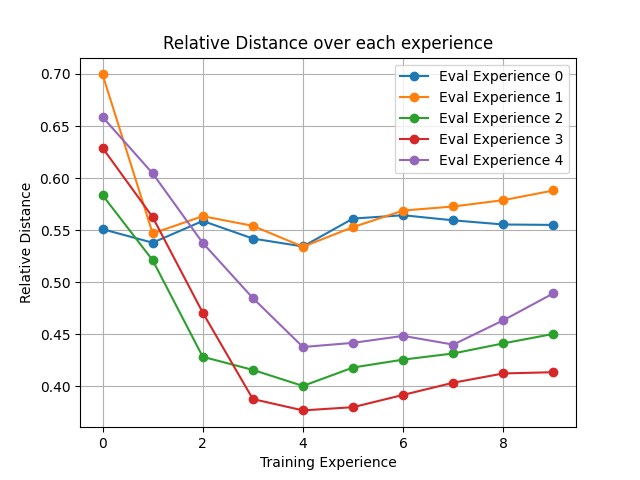 Relative Distance over each experience
Eval Experience 0
Eval Experience 1
Eval Experience 2
Eval Experience 3
Eval Experience 4
Relative Distance
0.70
0.65
0.60
0.55
0.50
0.45
0.40
0 2 4 6 8
Training Experience